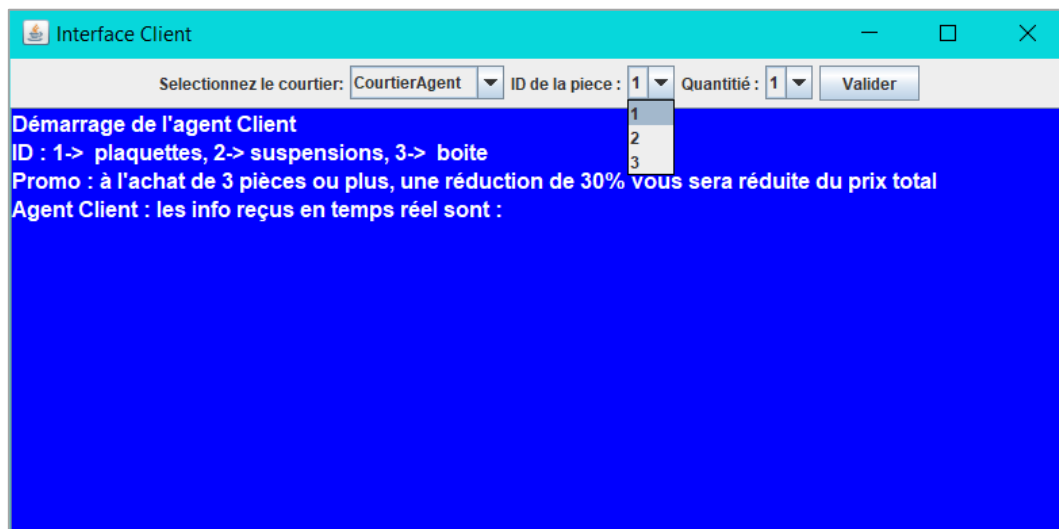 Interface Client
Selectionnez le courtier: CourtierAgent ID de la piece : 1 Quantitié : 1 Valider
1
2
3
Démarrage de l'agent Client
ID : 1-> plaquettes, 2-> suspensions, 3-> boite
Promo : à l'achat de 3 pièces ou plus, une réduction de 30% vous sera réduite du prix total
Agent Client : les info reçus en temps réel sont :